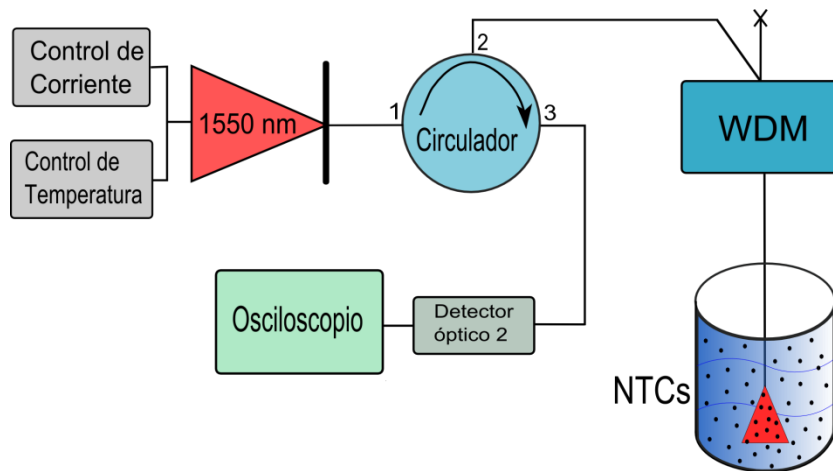 Control de
Corriente
Control de
Temperatura
1550 nm
1
2
3
Circulador
X
WDM
Osciloscopio
Detector
óptico 2
NTCs